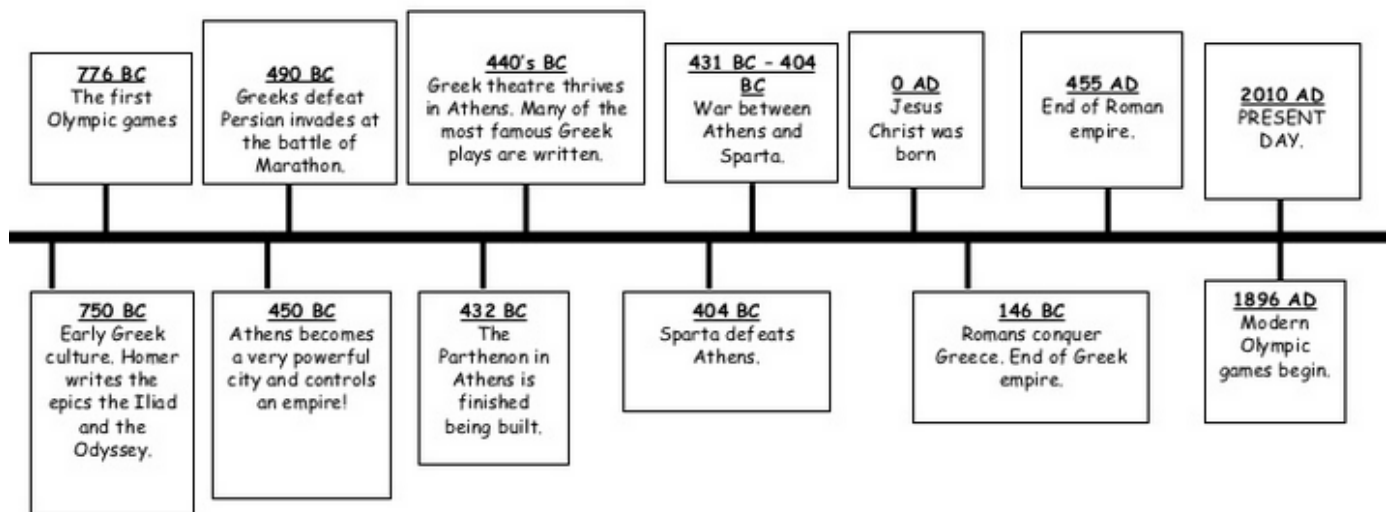 776 BC
The first
Olympic games
490 BC
Greeks defeat
Persian invades at
the battle of
Marathon.
440's BC
Greek theatre thrives
in Athens. Many of the
most famous Greek
plays are written.
431 BC - 404
BC
War between
Athens and
Sparta.
0 AD
Jesus
Christ was
born
455 AD
End of Roman
empire.
2010 AD
PRESENT
DAY.
750 BC
Early Greek
culture. Homer
writes the
epics the Iliad
and the
Odyssey.
450 BC
Athens becomes
a very powerful
city and controls
an empire!
432 BC
The
Parthenon in
Athens is
finished
being built.
404 BC
Sparta defeats
Athens.
146 BC
Romans conquer
Greece. End of Greek
empire.
1896 AD
Modern
Olympic
games begin.